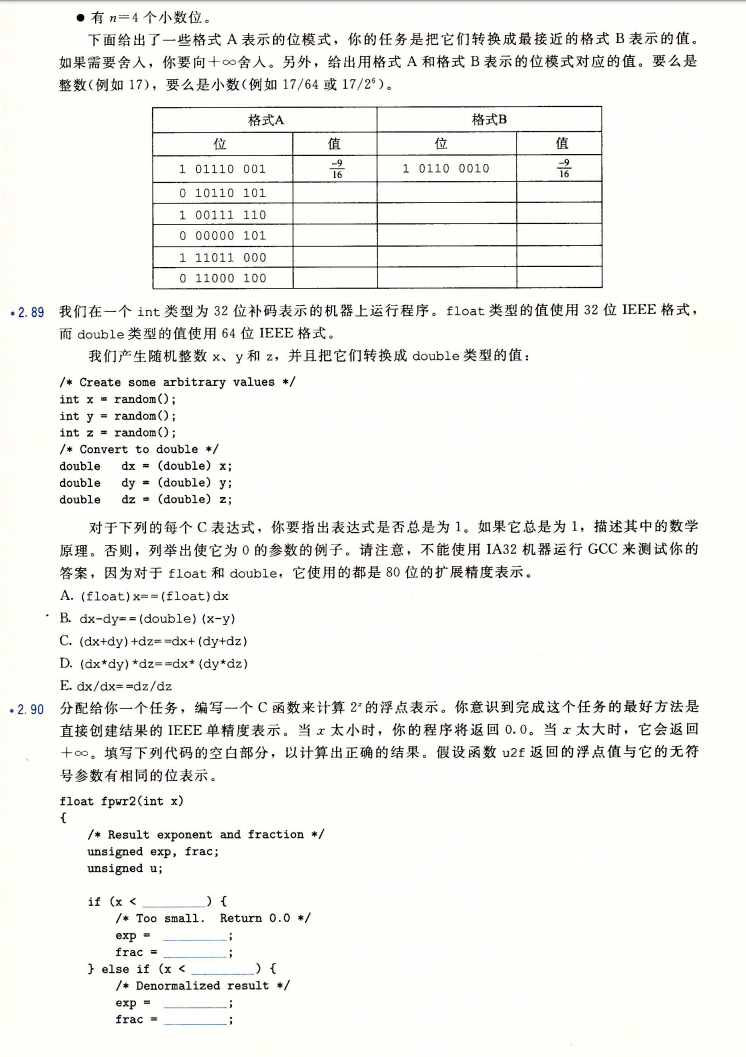 ● 有 n=4 个小数位。
下面给出了一些格式 A 表示的位模式，你的任务是把它们转换成最接近的格式 B 表示的值。
如果需要舍入，你要向+∞舍入。另外，给出用格式 A 和格式 B 表示的位模式对应的值。要么是
整数(例如 17)，要么是小数(例如 17/64 或 17/2⁶)。
格式A 格式B
位 值 位 值
1 01110 001 -9/16 1 0110 0010 -9/16
0 10110 101
1 00111 110
0 00000 101
1 11011 000
0 11000 100
•2.89 我们在一个 int 类型为 32 位补码表示的机器上运行程序。float 类型的值使用 32 位 IEEE 格式，
而 double 类型的值使用 64 位 IEEE 格式。
我们产生随机整数 x、y 和 z，并且把它们转换成 double 类型的值：
/* Create some arbitrary values */
int x = random();
int y = random();
int z = random();
/* Convert to double */
double dx = (double) x;
double dy = (double) y;
double dz = (double) z;
对于下列的每个 C 表达式，你要指出表达式是否总是为 1。如果它总是为 1，描述其中的数学
原理。否则，列举出使它为 0 的参数的例子。请注意，不能使用 IA32 机器运行 GCC 来测试你的
答案，因为对于 float 和 double，它使用的都是 80 位的扩展精度表示。
A. (float)x==(float)dx
B. dx-dy==(double)(x-y)
C. (dx+dy)+dz==dx+(dy+dz)
D. (dx*dy)*dz==dx*(dy*dz)
E. dx/dx==dz/dz
•2.90 分配给你一个任务，编写一个 C 函数来计算 2ˣ 的浮点表示。你意识到完成这个任务的最好方法是
直接创建结果的 IEEE 单精度表示。当 x 太小时，你的程序将返回 0.0。当 x 太大时，它会返回
+∞。填写下列代码的空白部分，以计算出正确的结果。假设函数 u2f 返回的浮点值与它的无符
号参数有相同的位表示。
float fpwr2(int x)
{
/* Result exponent and fraction */
unsigned exp, frac;
unsigned u;
if (x < ________) {
/* Too small. Return 0.0 */
exp = ________;
frac = ________;
} else if (x < ________) {
/* Denormalized result */
exp = ________;
frac = ________;